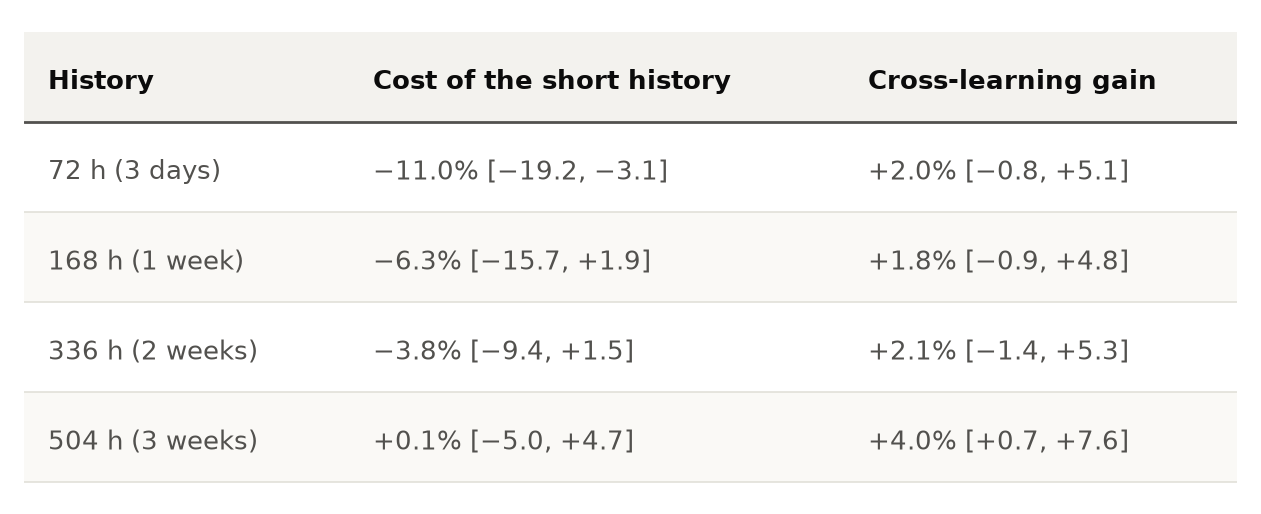 History Cost of the short history Cross-learning gain
72 h (3 days) −11.0% [−19.2, −3.1] +2.0% [−0.8, +5.1]
168 h (1 week) −6.3% [−15.7, +1.9] +1.8% [−0.9, +4.8]
336 h (2 weeks) −3.8% [−9.4, +1.5] +2.1% [−1.4, +5.3]
504 h (3 weeks) +0.1% [−5.0, +4.7] +4.0% [+0.7, +7.6]